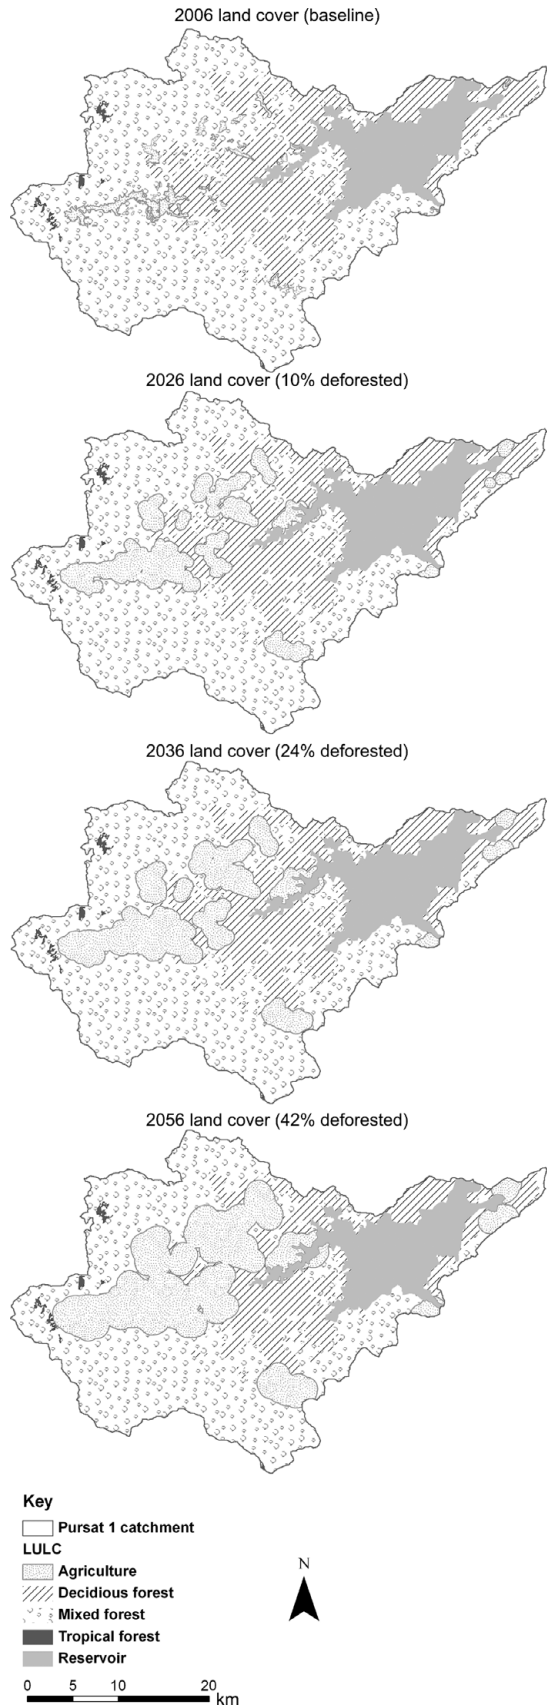 2006 land cover (baseline)
2026 land cover (10% deforested)
2036 land cover (24% deforested)
2056 land cover (42% deforested)
Key
Pursat 1 catchment
LULC
Agriculture
Decidious forest
Mixed forest
Tropical forest
Reservoir
N
0 5 10 20
km